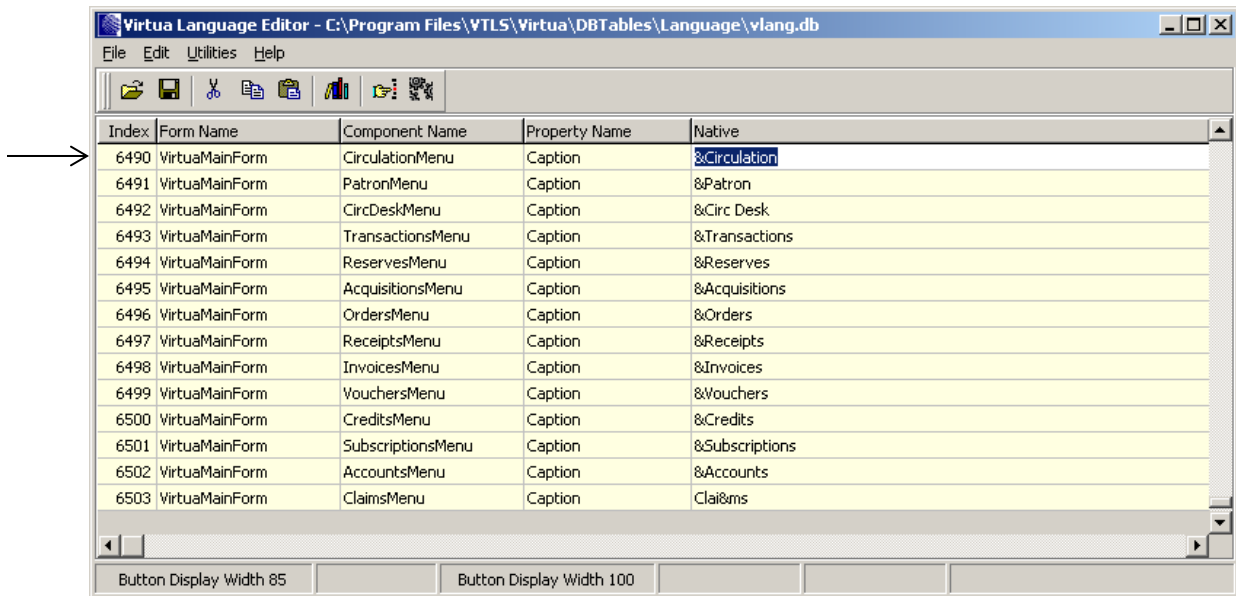 Virtua Language Editor - C:\Program Files\VTLS\Virtua\DBTables\Language\vlang.db
File Edit Utilities Help
Index Form Name Component Name Property Name Native
6490 VirtuaMainForm CirculationMenu Caption &Circulation
6491 VirtuaMainForm PatronMenu Caption &Patron
6492 VirtuaMainForm CircDeskMenu Caption &Circ Desk
6493 VirtuaMainForm TransactionsMenu Caption &Transactions
6494 VirtuaMainForm ReservesMenu Caption &Reserves
6495 VirtuaMainForm AcquisitionsMenu Caption &Acquisitions
6496 VirtuaMainForm OrdersMenu Caption &Orders
6497 VirtuaMainForm ReceiptsMenu Caption &Receipts
6498 VirtuaMainForm InvoicesMenu Caption &Invoices
6499 VirtuaMainForm VouchersMenu Caption &Vouchers
6500 VirtuaMainForm CreditsMenu Caption &Credits
6501 VirtuaMainForm SubscriptionsMenu Caption &Subscriptions
6502 VirtuaMainForm AccountsMenu Caption &Accounts
6503 VirtuaMainForm ClaimsMenu Caption Clai&ms
Button Display Width 85 Button Display Width 100